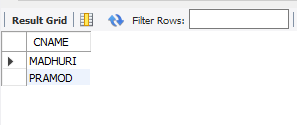 Result Grid Filter Rows:
CNAME
MADHURI
PRAMOD